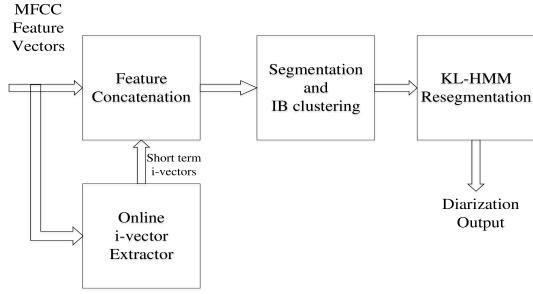 MFCC
Feature
Vectors
Feature
Concatenation
Segmentation
and
IB clustering
KL-HMM
Resegmentation
Short term
i-vectors
Online
i-vector
Extractor
Diarization
Output